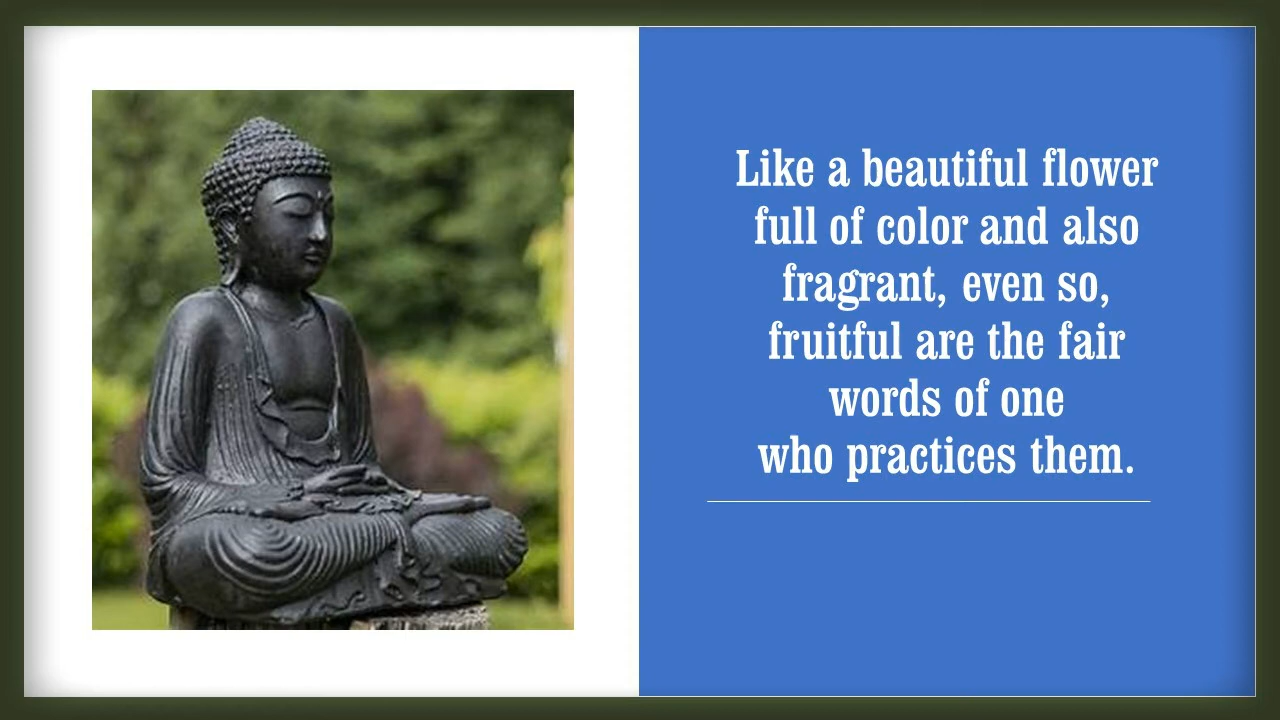 Like a beautiful flower
full of color and also
fragrant, even so,
fruitful are the fair
words of one
who practices them.